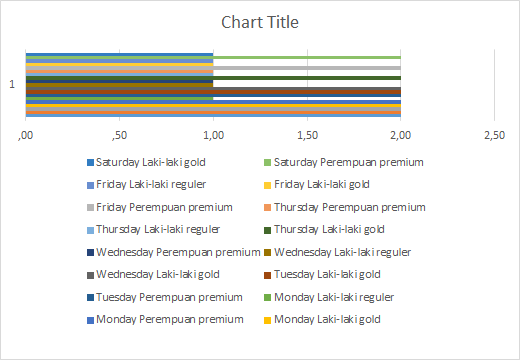 Chart Title
1
,00 ,50 1,00 1,50 2,00 2,50
Saturday Laki-laki gold Saturday Perempuan premium
Friday Laki-laki reguler Friday Laki-laki gold
Friday Perempuan premium Thursday Perempuan premium
Thursday Laki-laki reguler Thursday Laki-laki gold
Wednesday Perempuan premium Wednesday Laki-laki reguler
Wednesday Laki-laki gold Tuesday Laki-laki gold
Tuesday Perempuan premium Monday Laki-laki reguler
Monday Perempuan premium Monday Laki-laki gold